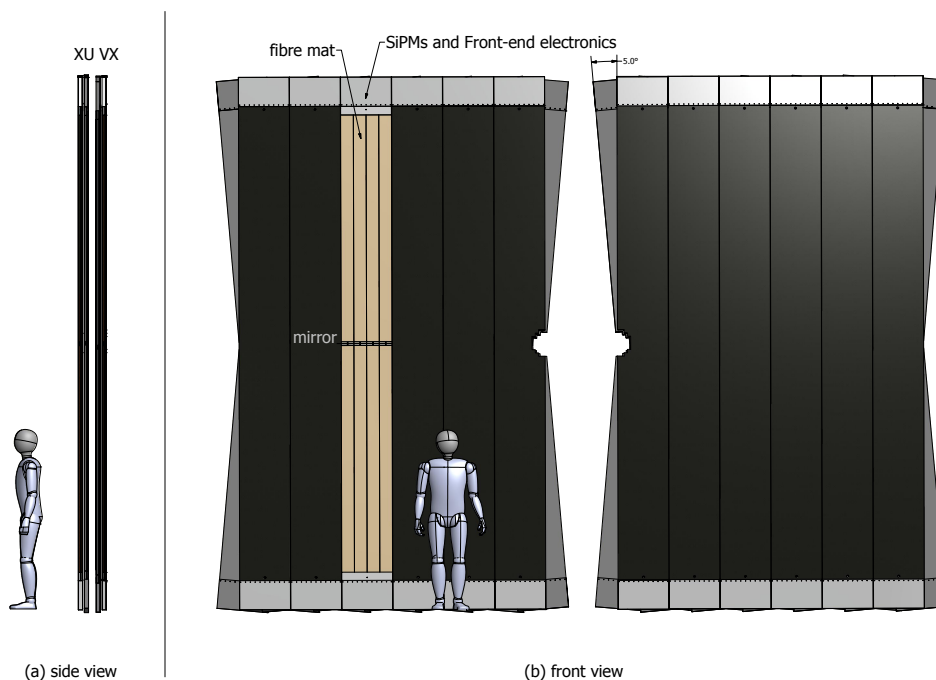 XU VX
fibre mat
SiPMs and Front-end electronics
5.0°
mirror
(a) side view
(b) front view